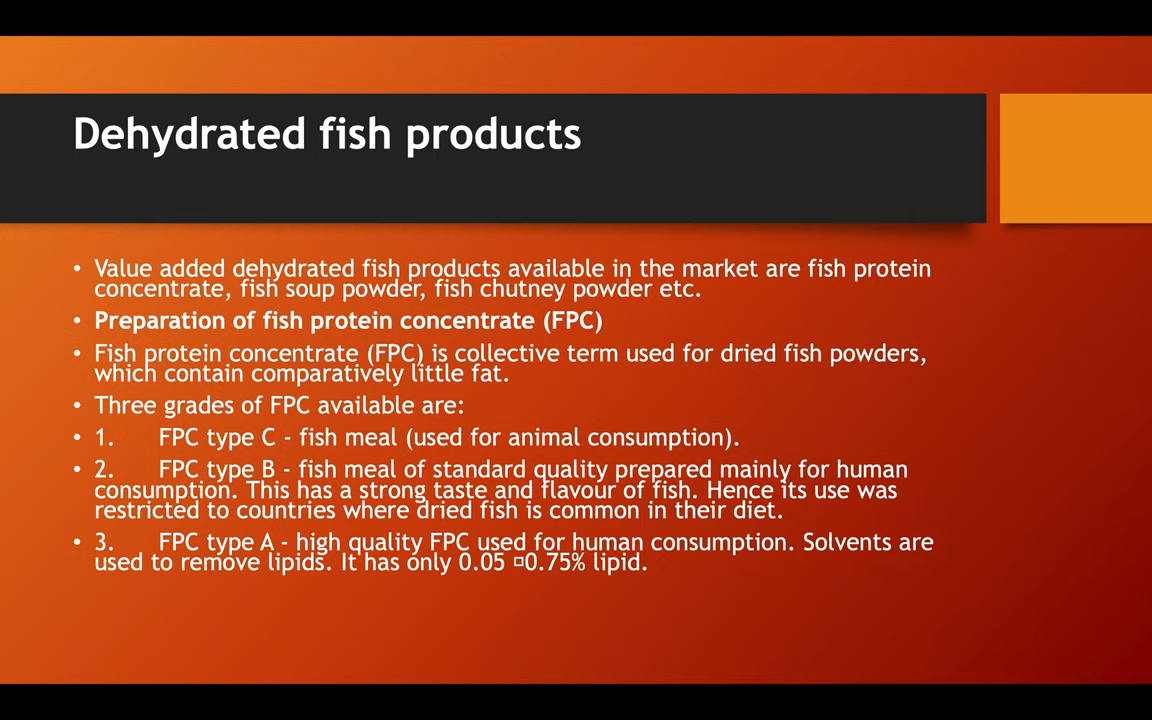 Dehydrated fish products
• Value added dehydrated fish products available in the market are fish protein
concentrate, fish soup powder, fish chutney powder etc.
• Preparation of fish protein concentrate (FPC)
• Fish protein concentrate (FPC) is collective term used for dried fish powders,
which contain comparatively little fat.
• Three grades of FPC available are:
• 1. FPC type C - fish meal (used for animal consumption).
• 2. FPC type B - fish meal of standard quality prepared mainly for human
consumption. This has a strong taste and flavour of fish. Hence its use was
restricted to countries where dried fish is common in their diet.
• 3. FPC type A - high quality FPC used for human consumption. Solvents are
used to remove lipids. It has only 0.05 □0.75% lipid.